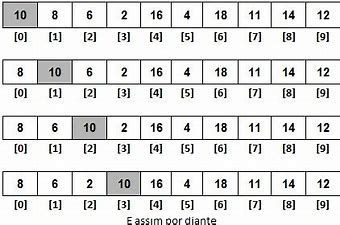 10 8 6 2 16 4 18 11 14 12
[0] [1] [2] [3] [4] [5] [6] [7] [8] [9]
8 10 6 2 16 4 18 11 14 12
[0] [1] [2] [3] [4] [5] [6] [7] [8] [9]
8 6 10 2 16 4 18 11 14 12
[0] [1] [2] [3] [4] [5] [6] [7] [8] [9]
8 6 2 10 16 4 18 11 14 12
[0] [1] [2] [3] [4] [5] [6] [7] [8] [9]
E assim por diante